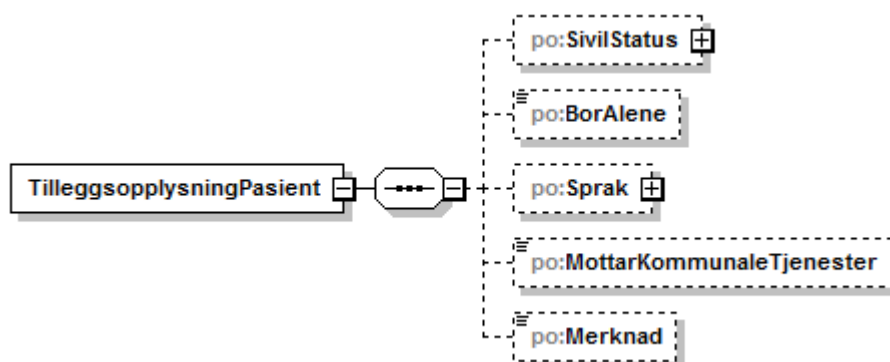 po:SivilStatus
po:BorAlene
TilleggsopplysningPasient
po:Sprak
po:MottarKommunaleTjenester
po:Merknad